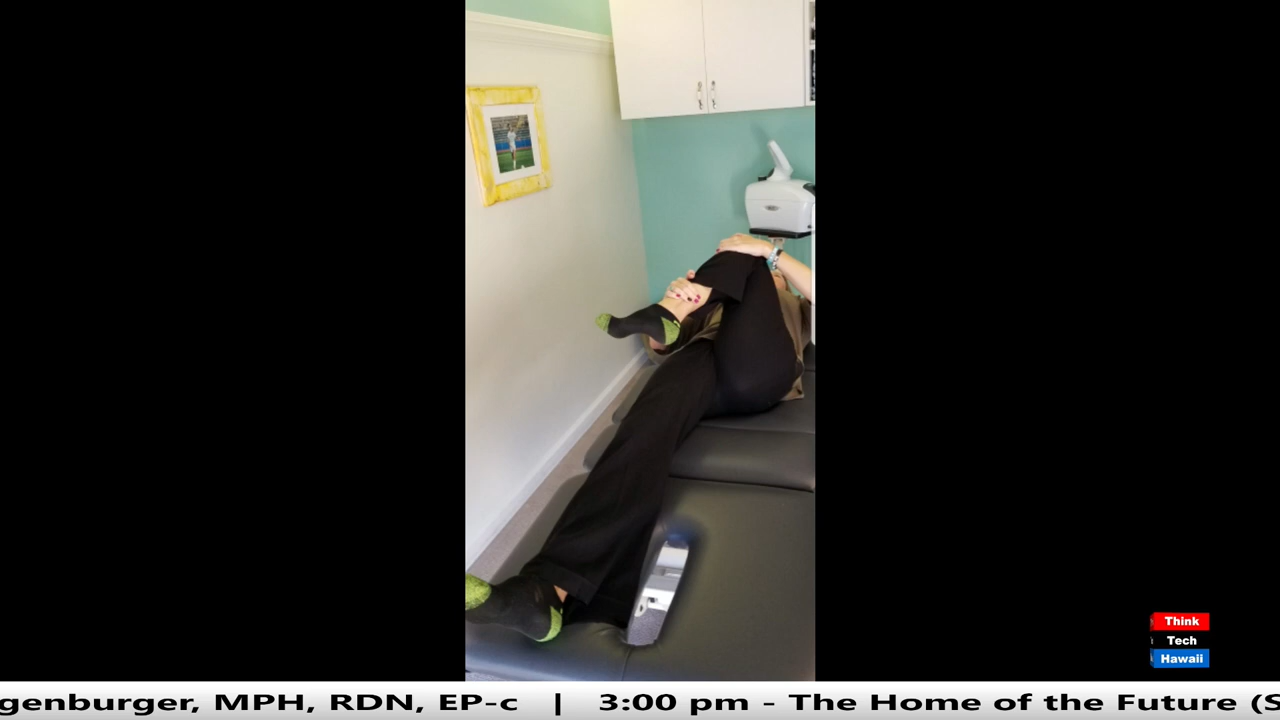 Think
Tech
Hawaii
genburger, MPH, RDN, EP-c | 3:00 pm - The Home of the Future (S